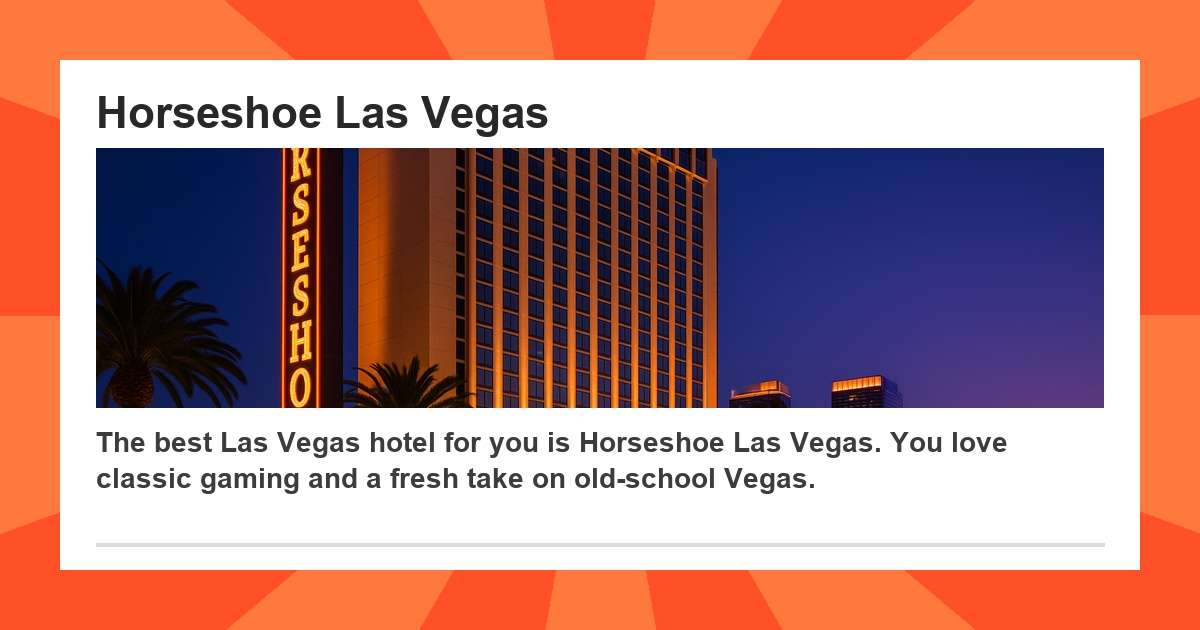 Horseshoe Las Vegas
RSESHO
The best Las Vegas hotel for you is Horseshoe Las Vegas. You love
classic gaming and a fresh take on old-school Vegas.